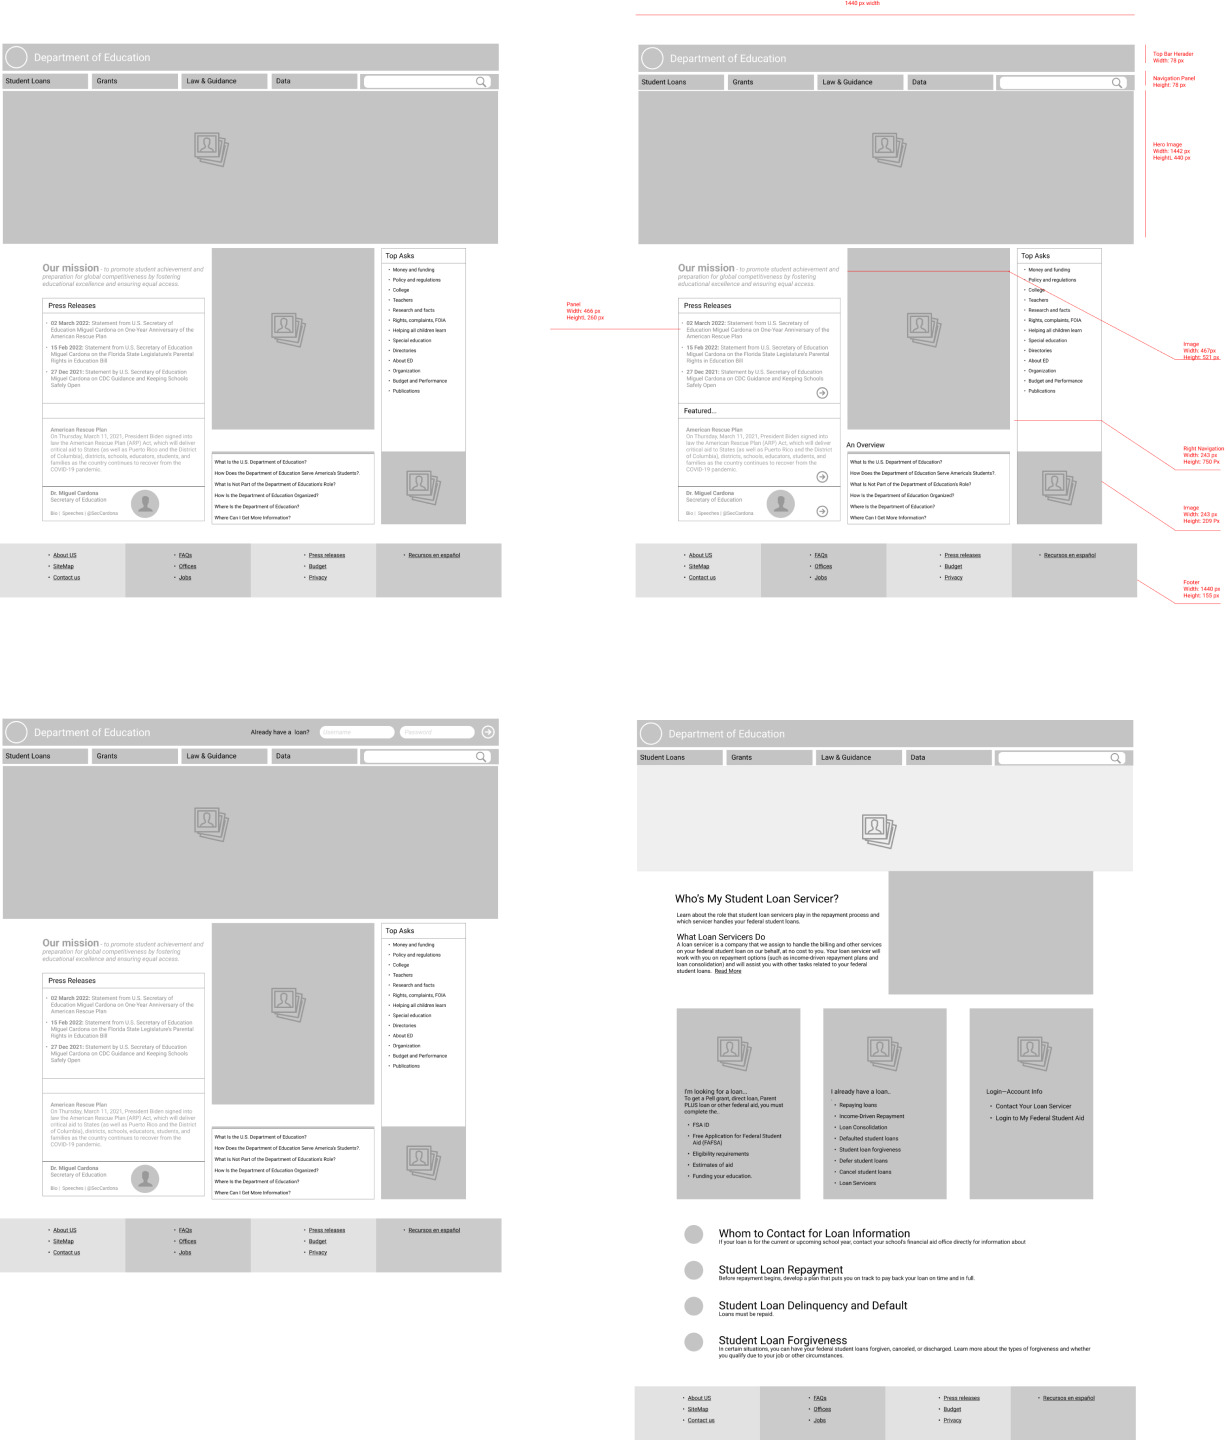 1440 px width
Department of Education
Student Loans
Grants
Law & Guidance
Data
Our mission - to promote student achievement and
preparation for global competitiveness by fostering
educational excellence and ensuring equal access.
Press Releases
• 02 March 2022: Statement from U.S. Secretary of
Education Miguel Cardona on One-Year Anniversary of the
American Rescue Plan
• 15 Feb 2022: Statement from U.S. Secretary of Education
Miguel Cardona on the Florida State Legislature's Parental
Rights in Education Bill
• 27 Dec 2021: Statement by U.S. Secretary of Education
Miguel Cardona on CDC Guidance and Keeping Schools
Safely Open
American Rescue Plan
On Thursday, March 11, 2021, President Biden signed into
law the American Rescue Plan (ARP) Act, which will deliver
critical aid to States (as well as Puerto Rico and the District
of Columbia), districts, schools, educators, students, and
families as the country continues to recover from the
COVID-19 pandemic.
Dr. Miguel Cardona
Secretary of Education
Bio | Speeches | @SecCardona
What Is the U.S. Department of Education?
How Does the Department of Education Serve America's Students?.
What Is Not Part of the Department of Education's Role?
How Is the Department of Education Organized?
Where Is the Department of Education?
Where Can I Get More Information?
Top Asks
• Money and funding
• Policy and regulations
• College
• Teachers
• Research and facts
• Rights, complaints, FOIA
• Helping all children learn
• Special education
• Directories
• About ED
• Organization
• Budget and Performance
• Publications
• About US
• SiteMap
• Contact us
• FAQs
• Offices
• Jobs
• Press releases
• Budget
• Privacy
• Recursos en español
Department of Education
Student Loans
Grants
Law & Guidance
Data
Top Bar Herader
Width: 78 px
Navigation Panel
Height: 78 px
Hero Image
Width: 1442 px
HeightL 440 px
Panel
Width: 466 px
HeightL 260 px
Our mission - to promote student achievement and
preparation for global competitiveness by fostering
educational excellence and ensuring equal access.
Press Releases
• 02 March 2022: Statement from U.S. Secretary of
Education Miguel Cardona on One-Year Anniversary of the
American Rescue Plan
• 15 Feb 2022: Statement from U.S. Secretary of Education
Miguel Cardona on the Florida State Legislature's Parental
Rights in Education Bill
• 27 Dec 2021: Statement by U.S. Secretary of Education
Miguel Cardona on CDC Guidance and Keeping Schools
Safely Open
Featured...
American Rescue Plan
On Thursday, March 11, 2021, President Biden signed into
law the American Rescue Plan (ARP) Act, which will deliver
critical aid to States (as well as Puerto Rico and the District
of Columbia), districts, schools, educators, students, and
families as the country continues to recover from the
COVID-19 pandemic.
Dr. Miguel Cardona
Secretary of Education
Bio | Speeches | @SecCardona
An Overview
What Is the U.S. Department of Education?
How Does the Department of Education Serve America's Students?.
What Is Not Part of the Department of Education's Role?
How Is the Department of Education Organized?
Where Is the Department of Education?
Where Can I Get More Information?
Top Asks
• Money and funding
• Policy and regulations
• College
• Teachers
• Research and facts
• Rights, complaints, FOIA
• Helping all children learn
• Special education
• Directories
• About ED
• Organization
• Budget and Performance
• Publications
Image
Width: 467px
Height: 521 px
Right Navigation
Width: 243 px
Height: 750 Px
Image
Width: 243 px
Height: 209 Px
Footer
Width: 1440 px
Height: 155 px
• About US
• SiteMap
• Contact us
• FAQs
• Offices
• Jobs
• Press releases
• Budget
• Privacy
• Recursos en español
Department of Education
Already have a loan?
Username
Password
Student Loans
Grants
Law & Guidance
Data
Our mission - to promote student achievement and
preparation for global competitiveness by fostering
educational excellence and ensuring equal access.
Press Releases
• 02 March 2022: Statement from U.S. Secretary of
Education Miguel Cardona on One-Year Anniversary of the
American Rescue Plan
• 15 Feb 2022: Statement from U.S. Secretary of Education
Miguel Cardona on the Florida State Legislature's Parental
Rights in Education Bill
• 27 Dec 2021: Statement by U.S. Secretary of Education
Miguel Cardona on CDC Guidance and Keeping Schools
Safely Open
American Rescue Plan
On Thursday, March 11, 2021, President Biden signed into
law the American Rescue Plan (ARP) Act, which will deliver
critical aid to States (as well as Puerto Rico and the District
of Columbia), districts, schools, educators, students, and
families as the country continues to recover from the
COVID-19 pandemic.
Dr. Miguel Cardona
Secretary of Education
Bio | Speeches | @SecCardona
What Is the U.S. Department of Education?
How Does the Department of Education Serve America's Students?.
What Is Not Part of the Department of Education's Role?
How Is the Department of Education Organized?
Where Is the Department of Education?
Where Can I Get More Information?
Top Asks
• Money and funding
• Policy and regulations
• College
• Teachers
• Research and facts
• Rights, complaints, FOIA
• Helping all children learn
• Special education
• Directories
• About ED
• Organization
• Budget and Performance
• Publications
• About US
• SiteMap
• Contact us
• FAQs
• Offices
• Jobs
• Press releases
• Budget
• Privacy
• Recursos en español
Department of Education
Student Loans
Grants
Law & Guidance
Data
Who's My Student Loan Servicer?
Learn about the role that student loan servicers play in the repayment process and
which servicer handles your federal student loans.
What Loan Servicers Do
A loan servicer is a company that we assign to handle the billing and other services
on your federal student loan on our behalf, at no cost to you. Your loan servicer will
work with you on repayment options (such as income-driven repayment plans and
loan consolidation) and will assist you with other tasks related to your federal
student loans. Read More
I'm looking for a loan...
To get a Pell grant, direct loan, Parent
PLUS loan or other federal aid, you must
complete the..
• FSA ID
• Free Application for Federal Student
Aid (FAFSA)
• Eligibility requirements
• Estimates of aid
• Funding your education.
I already have a loan..
• Repaying loans
• Income-Driven Repayment
• Loan Consolidation
• Defaulted student loans
• Student loan forgiveness
• Defer student loans
• Cancel student loans
• Loan Servicers
Login—Account Info
• Contact Your Loan Servicer
• Login to My Federal Student Aid
Whom to Contact for Loan Information
If your loan is for the current or upcoming school year, contact your school's financial aid office directly for information about
Student Loan Repayment
Before repayment begins, develop a plan that puts you on track to pay back your loan on time and in full.
Student Loan Delinquency and Default
Loans must be repaid.
Student Loan Forgiveness
In certain situations, you can have your federal student loans forgiven, canceled, or discharged. Learn more about the types of forgiveness and whether
you qualify due to your job or other circumstances.
• About US
• SiteMap
• Contact us
• FAQs
• Offices
• Jobs
• Press releases
• Budget
• Privacy
• Recursos en español